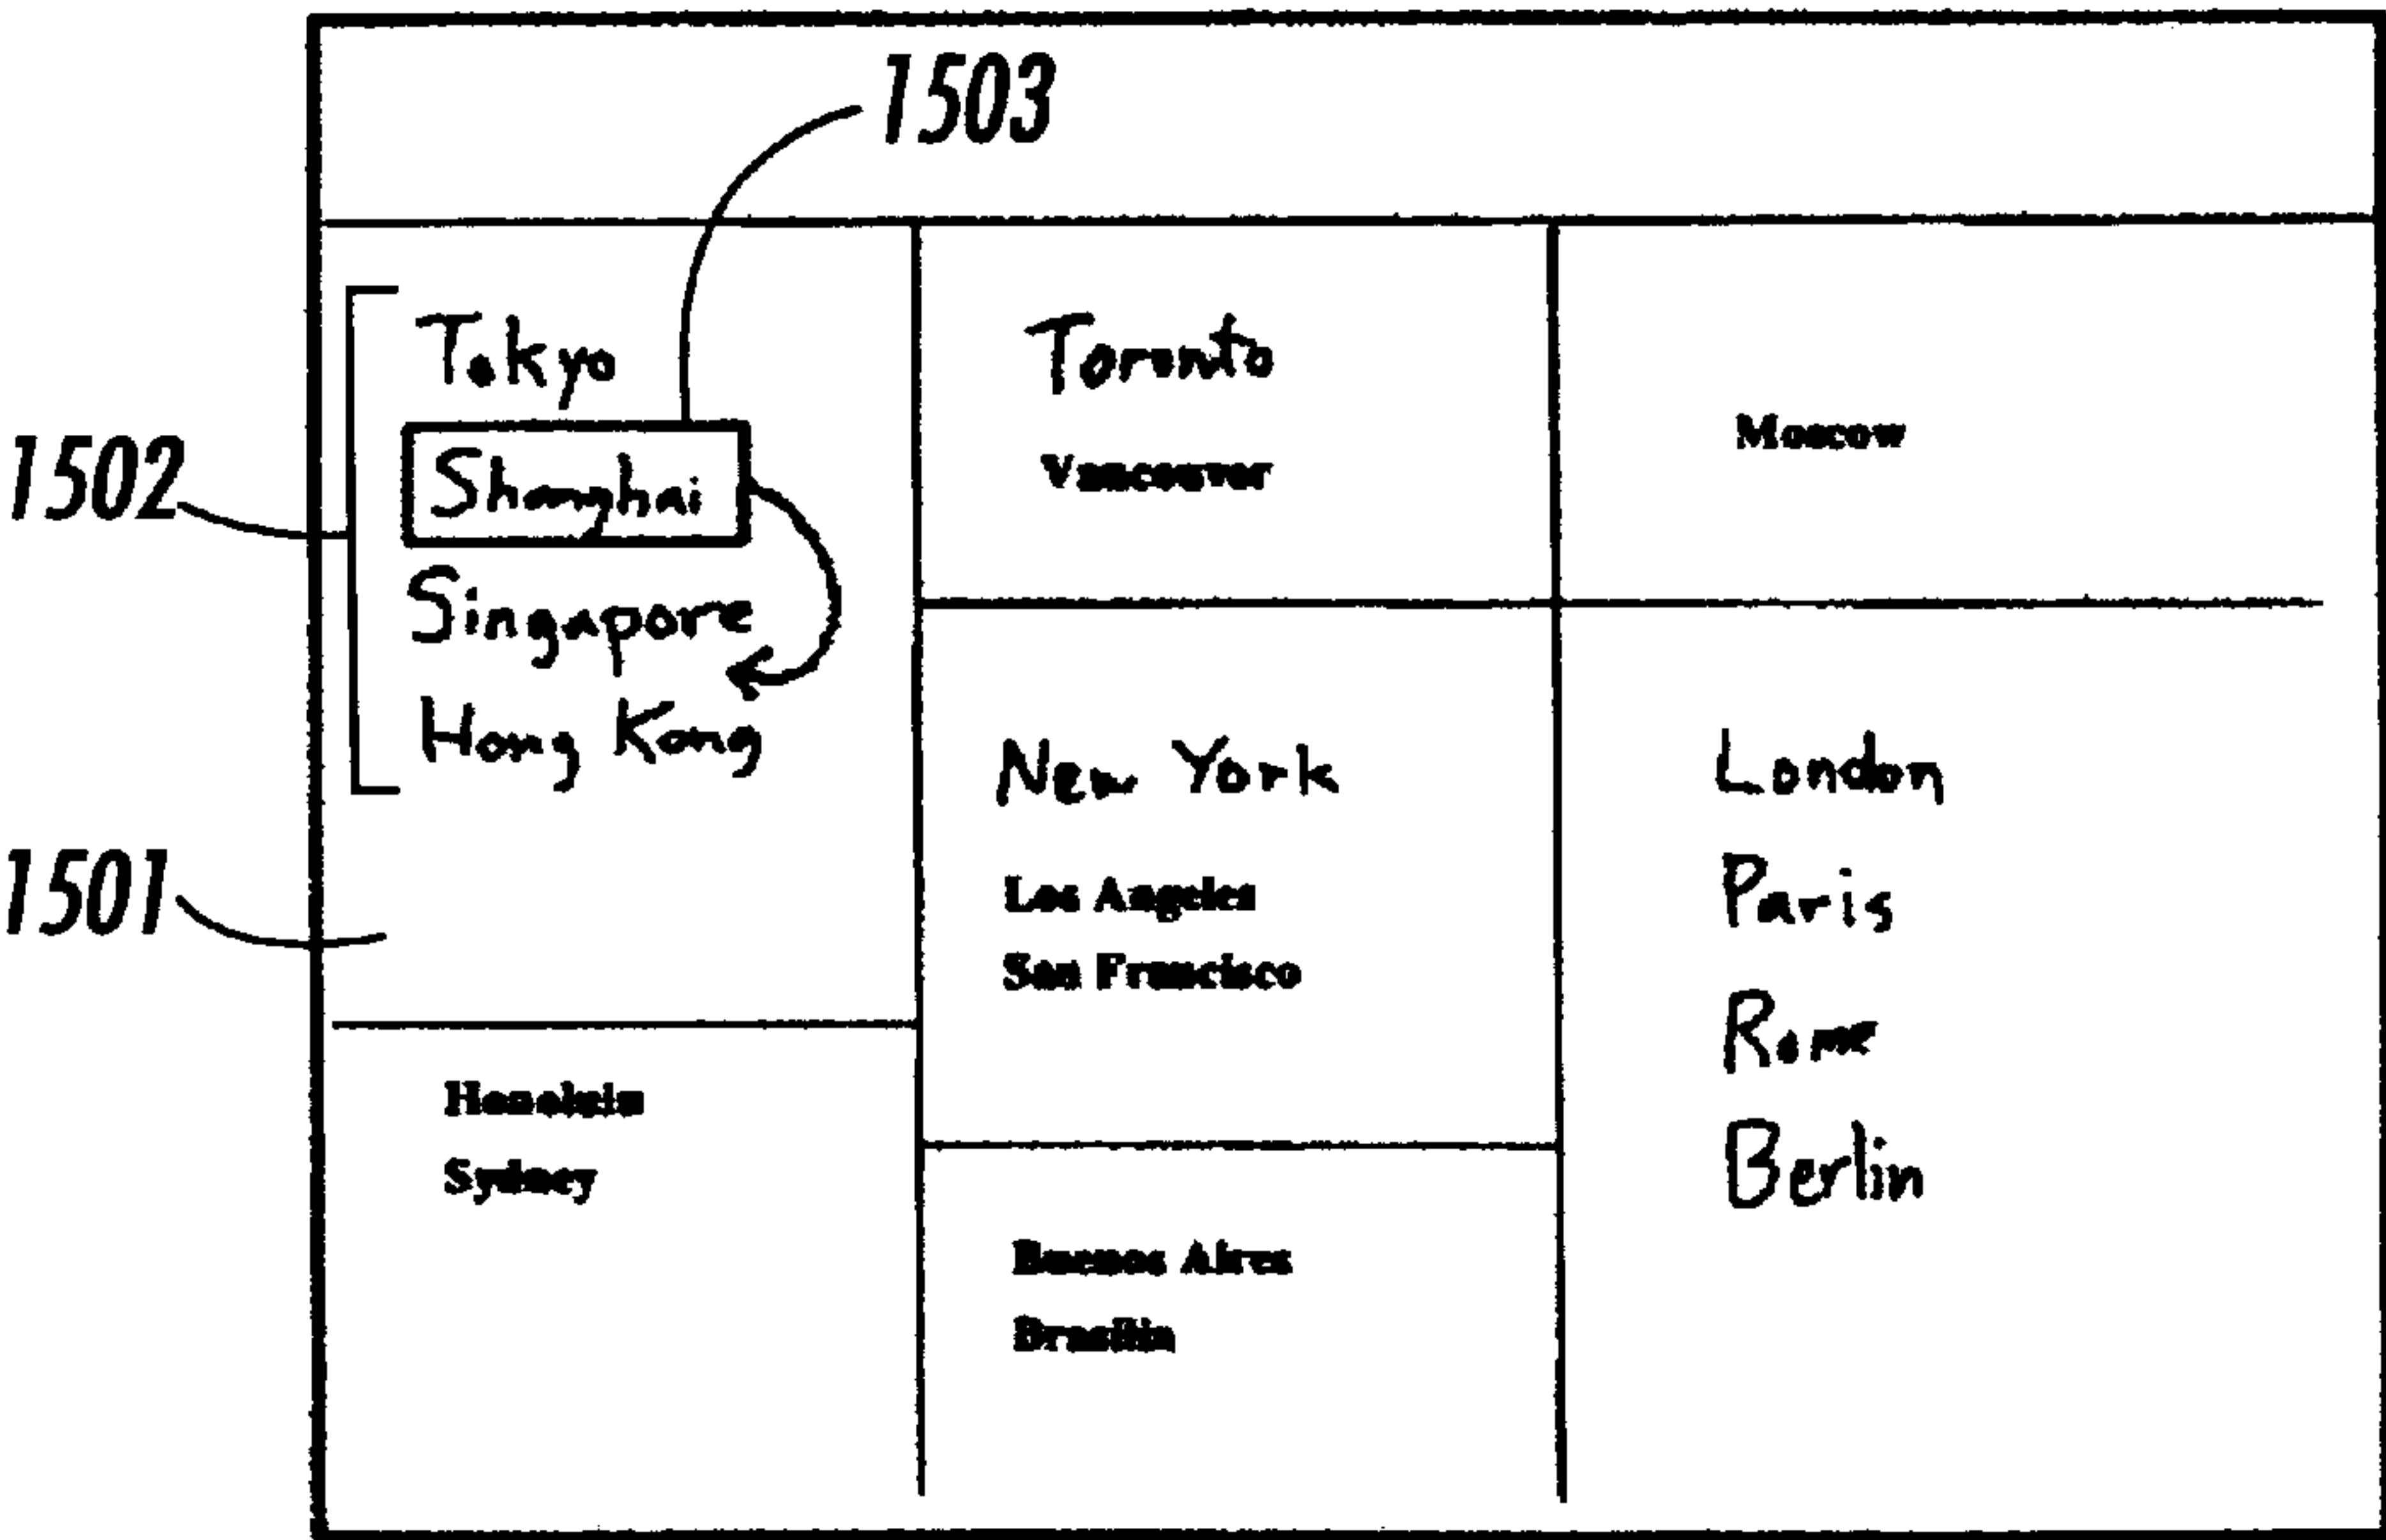 1503
1502
1501
Tokyo
Shanghai
Singapore
Hong Kong
Honolulu
Sydney
Toronto
Vancouver
New York
Los Angeles
San Francisco
Buenos Aires
Brasilia
Moscow
London
Paris
Rome
Berlin